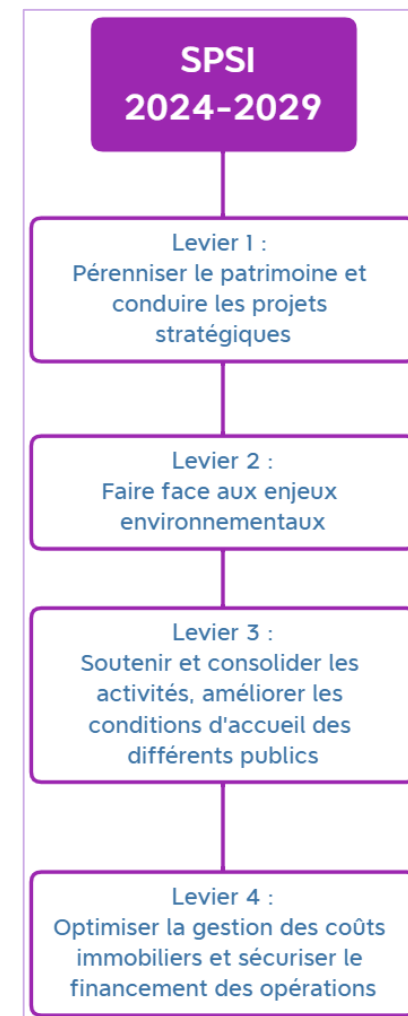 SPSI
2024-2029
Levier 1 :
Pérenniser le patrimoine et
conduire les projets
stratégiques
Levier 2 :
Faire face aux enjeux
environnementaux
Levier 3 :
Soutenir et consolider les
activités, améliorer les
conditions d'accueil des
différents publics
Levier 4 :
Optimiser la gestion des coûts
immobiliers et sécuriser le
financement des opérations